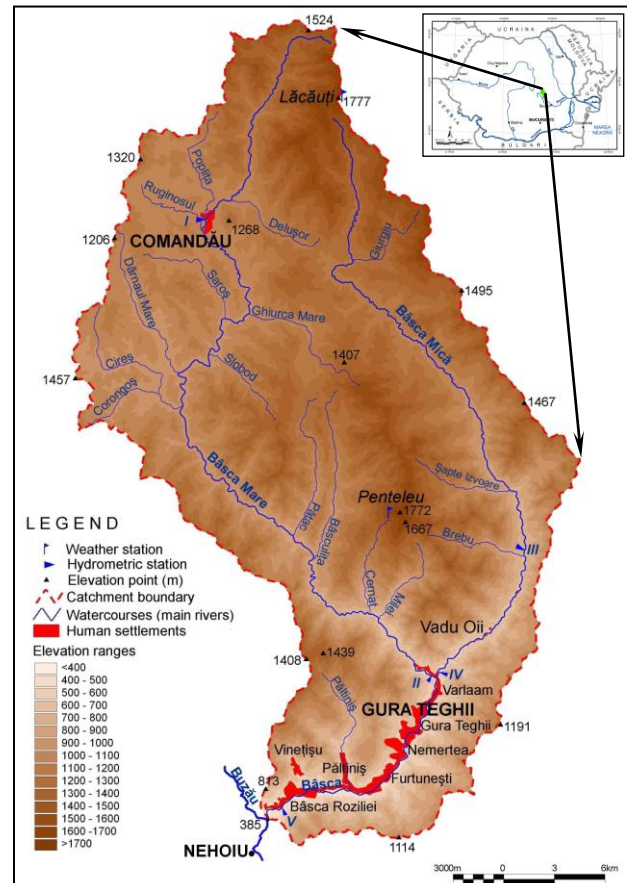 1524
Lăcăuți
1777
1320
Poplița
Ruginosul
I
1268
Delușor
COMANDĂU
1206
Giurgiu
Dârnaul Mare
Saroș
Ghiurca Mare
1495
Bâsca Mică
1407
Cireș
Slobod
1457
Corongoș
1467
Bâsca Mare
Șapte Izvoare
Penteleu
1772
1667
Pătac
Bâsculița
Brebu
III
Cernat
Milei
Vadu Oii
1439
1408
II
IV
Varlaam
Păltiniș
GURA TEGHII
Gura Teghii
1191
Nemertea
Vinețișu
Păltiniș
Furtunești
813
Buzău
Bâsca
Bâsca Roziliei
385
V
NEHOIU
1114
LEGEND
Weather station
Hydrometric station
Elevation point (m)
Catchment boundary
Watercourses (main rivers)
Human settlements
Elevation ranges
<400
400 - 500
500 - 600
600 - 700
700 - 800
800 - 900
900 - 1000
1000 - 1100
1100 - 1200
1200 - 1300
1300 - 1400
1400 - 1500
1500 - 1600
1600 -1700
>1700
3000m 0 3 6km
UCRAINA
UNGARIA
REPUBLICA
MOLDOVA
UCRAINA
SERBIA
BUCUREȘTI
MAREA
NEAGRĂ
BULGARIA